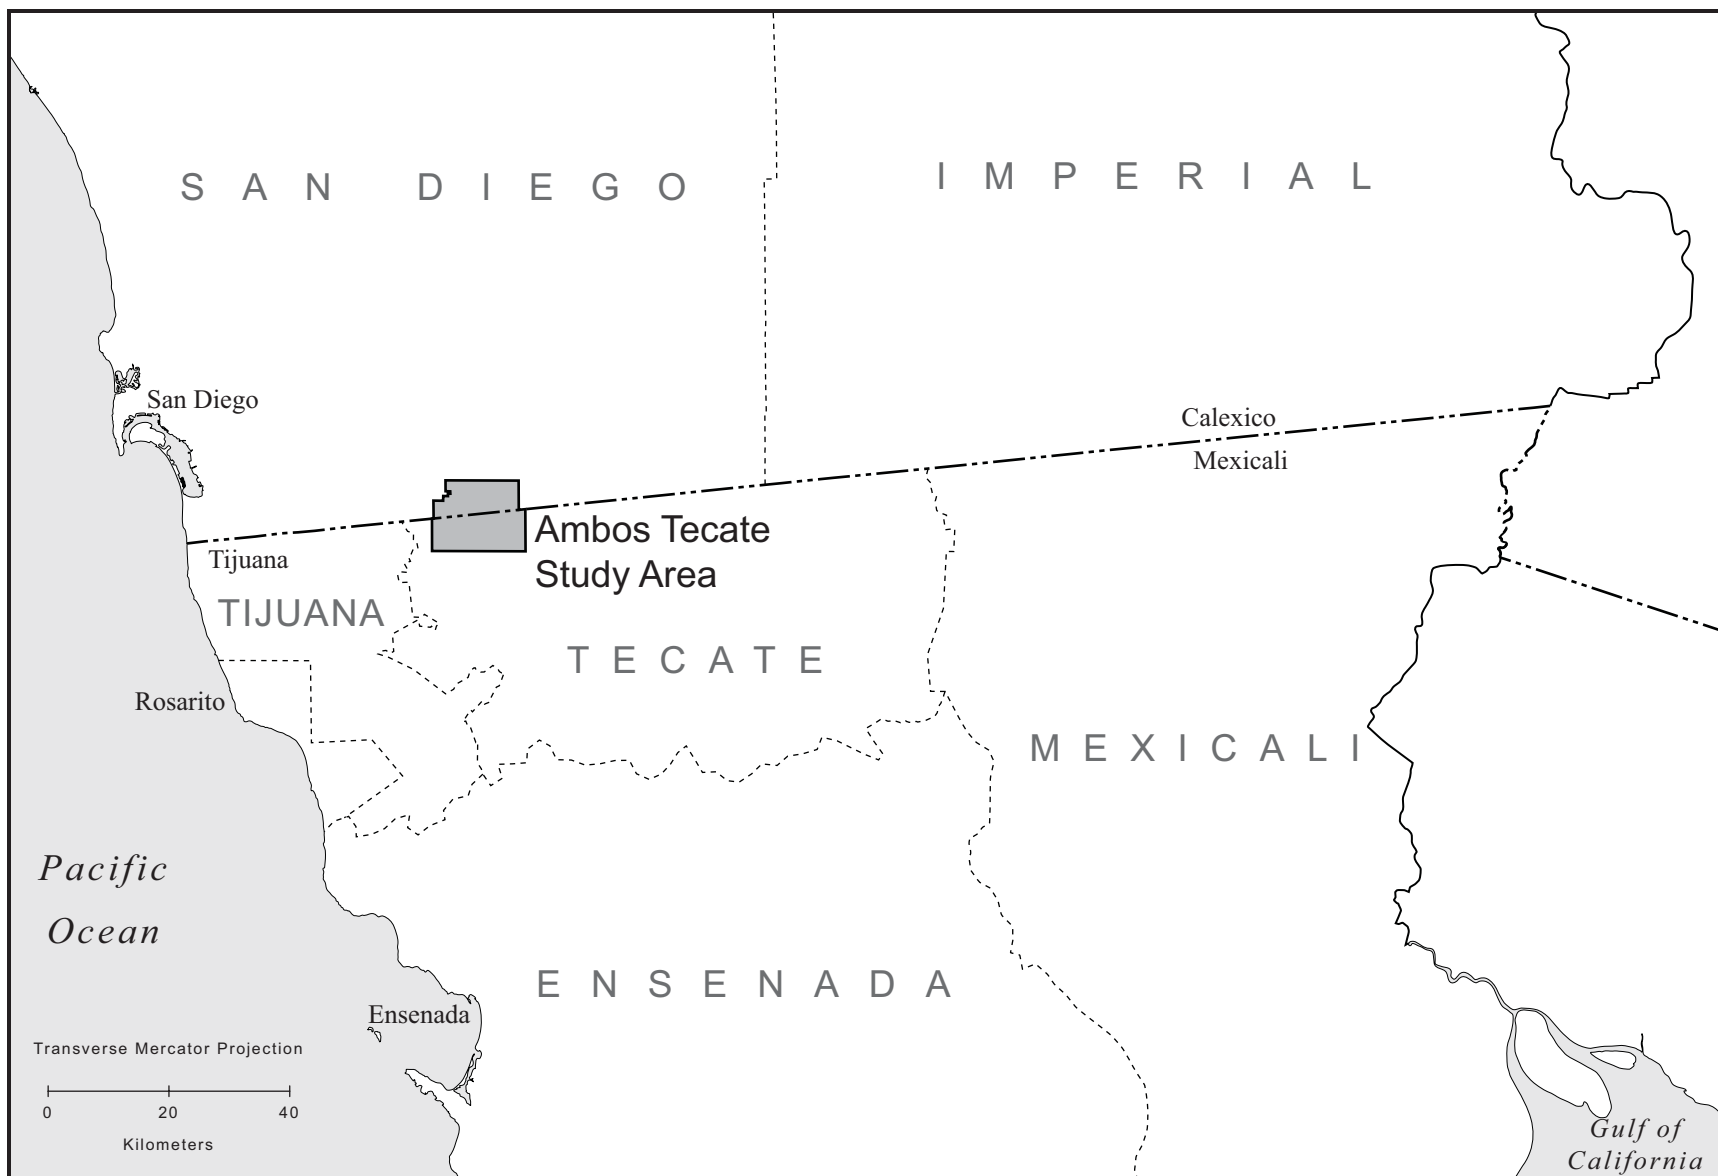 SAN DIEGO
IMPERIAL
San Diego
Calexico
Mexicali
Ambos Tecate
Study Area
Tijuana
TIJUANA
TECATE
Rosarito
MEXICALI
Pacific
Ocean
ENSENADA
Ensenada
Transverse Mercator Projection
0 20 40
Kilometers
Gulf of
California